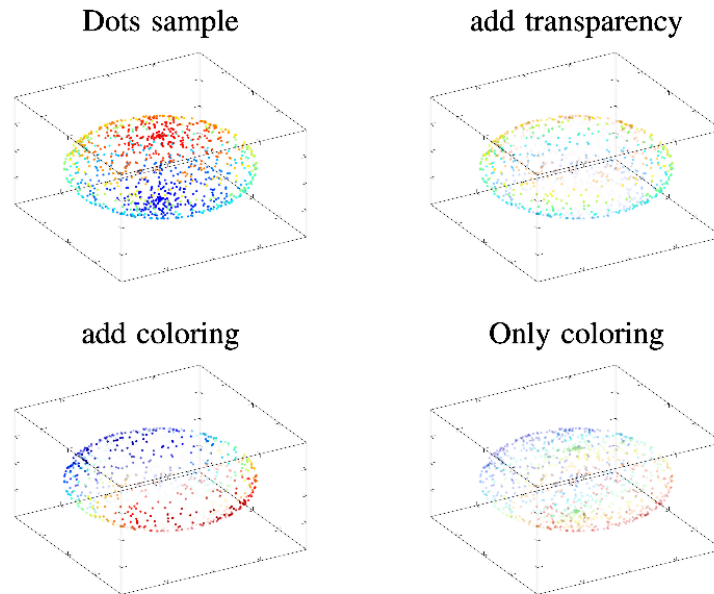 Dots sample
add transparency
add coloring
Only coloring